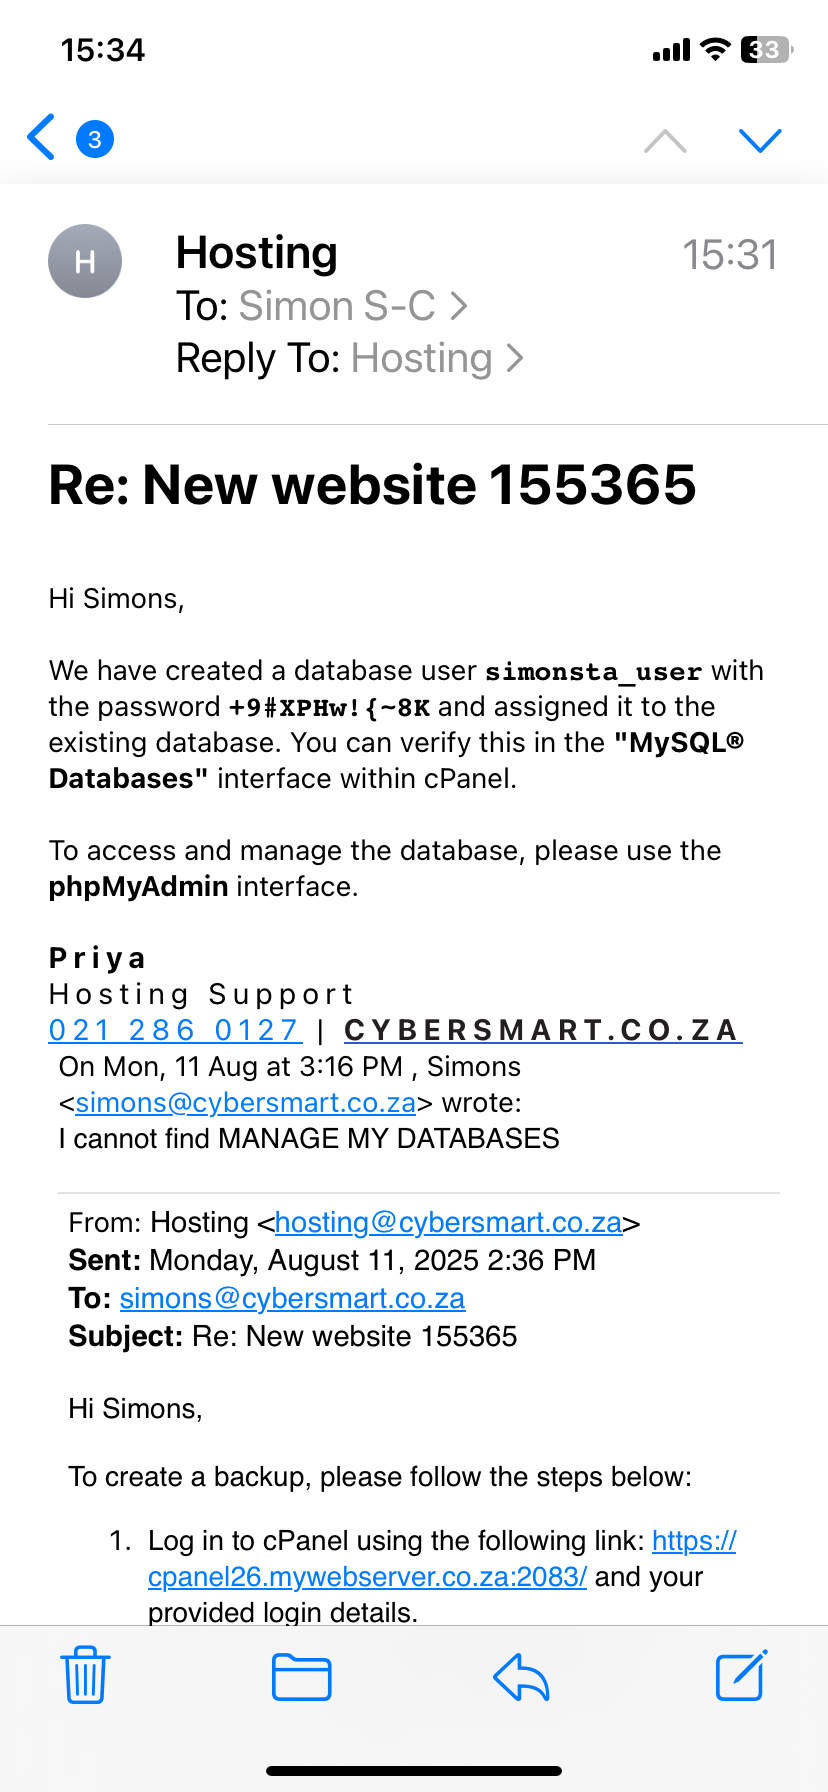 15:34
33
3
H
Hosting
15:31
To: Simon S-C >
Reply To: Hosting >
Re: New website 155365
Hi Simons,
We have created a database user simonsta_user with
the password +9#XPHw!{~8K and assigned it to the
existing database. You can verify this in the "MySQL®
Databases" interface within cPanel.
To access and manage the database, please use the
phpMyAdmin interface.
Priya
Hosting Support
021 286 0127 | CYBERSMART.CO.ZA
On Mon, 11 Aug at 3:16 PM , Simons
<simons@cybersmart.co.za> wrote:
I cannot find MANAGE MY DATABASES
From: Hosting <hosting@cybersmart.co.za>
Sent: Monday, August 11, 2025 2:36 PM
To: simons@cybersmart.co.za
Subject: Re: New website 155365
Hi Simons,
To create a backup, please follow the steps below:
1. Log in to cPanel using the following link: https://
cpanel26.mywebserver.co.za:2083/ and your
provided login details.